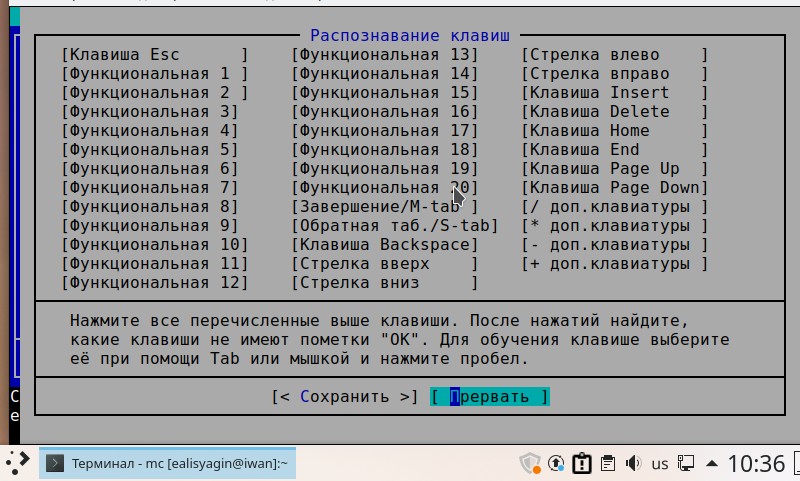 Распознавание клавиш
[Клавиша Esc ] [Функциональная 13] [Стрелка влево ]
[Функциональная 1 ] [Функциональная 14] [Стрелка вправо ]
[Функциональная 2 ] [Функциональная 15] [Клавиша Insert ]
[Функциональная 3] [Функциональная 16] [Клавиша Delete ]
[Функциональная 4] [Функциональная 17] [Клавиша Home ]
[Функциональная 5] [Функциональная 18] [Клавиша End ]
[Функциональная 6] [Функциональная 19] [Клавиша Page Up ]
[Функциональная 7] [Функциональная 20] [Клавиша Page Down]
[Функциональная 8] [Завершение/M-tab ] [/ доп.клавиатуры ]
[Функциональная 9] [Обратная таб./S-tab] [* доп.клавиатуры ]
[Функциональная 10] [Клавиша Backspace] [- доп.клавиатуры ]
[Функциональная 11] [Стрелка вверх ] [+ доп.клавиатуры ]
[Функциональная 12] [Стрелка вниз ]
Нажмите все перечисленные выше клавиши. После нажатий найдите,
какие клавиши не имеют пометки "OK". Для обучения клавише выберите
её при помощи Tab или мышкой и нажмите пробел.
[< Сохранить >] [ Прервать ]
С
е
Терминал - mc [ealisyagin@iwan]:~ us 10:36